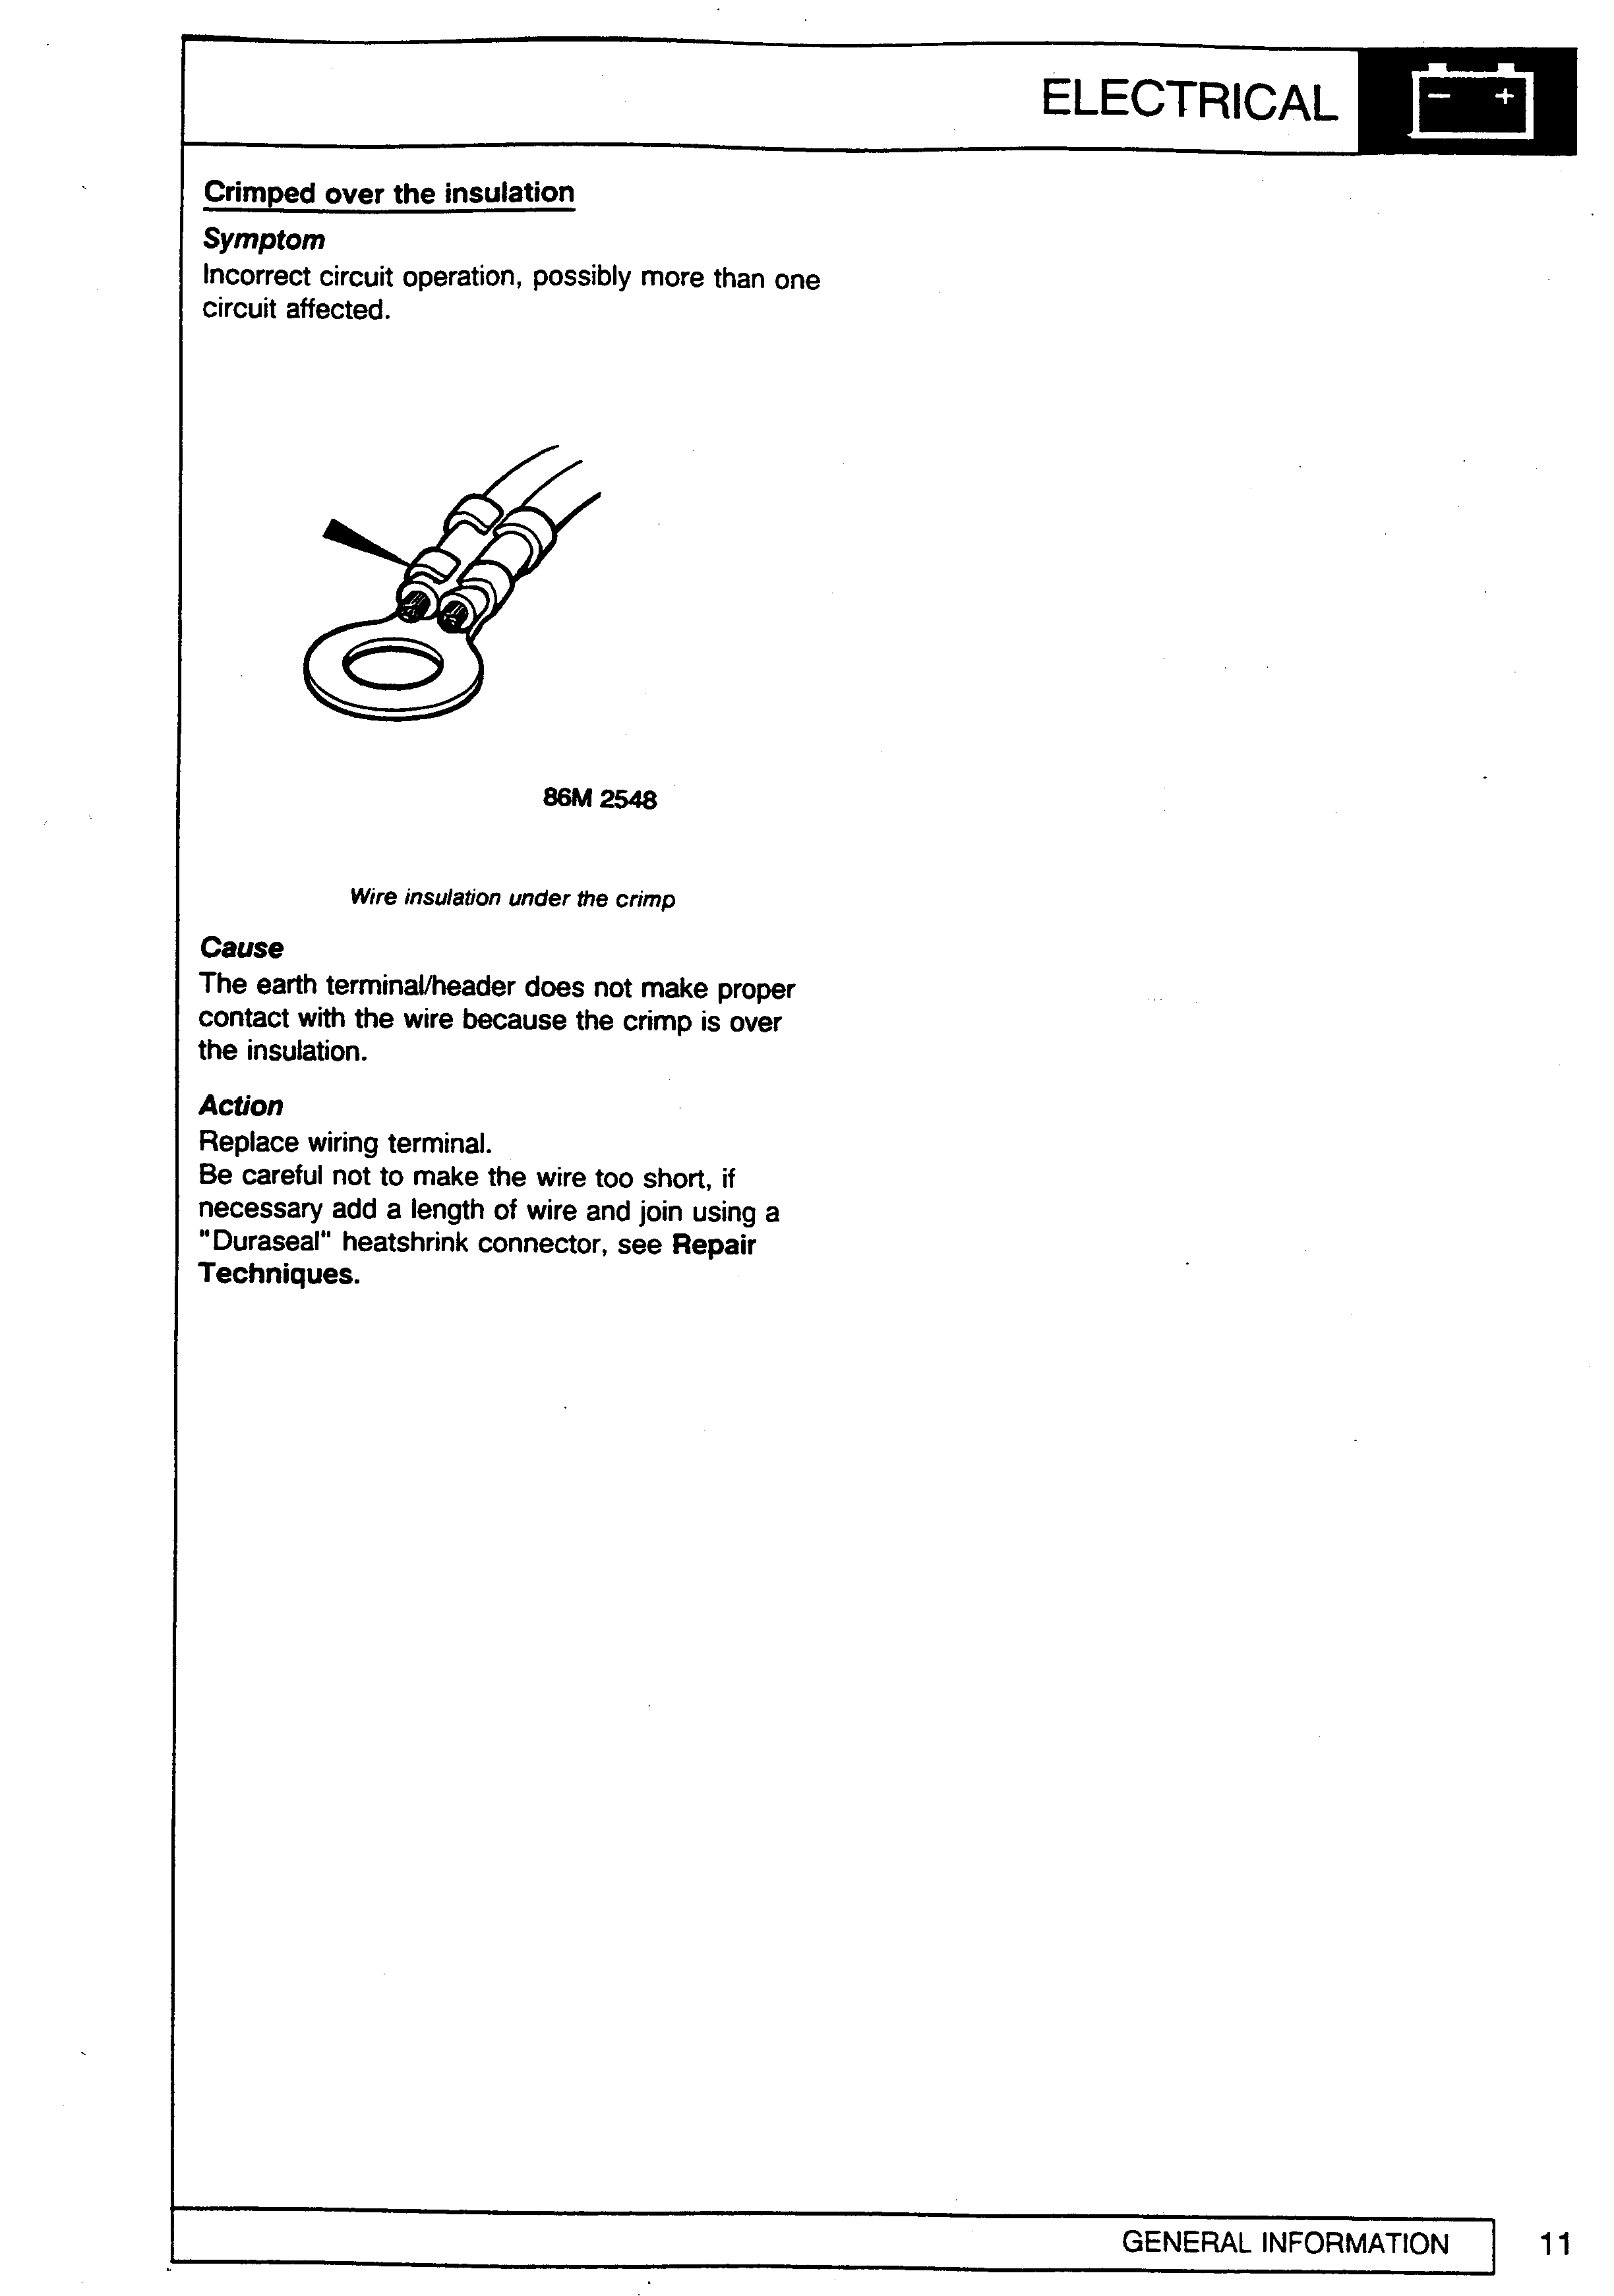 ELECTRICAL
- +
Crimped over the insulation
Symptom
Incorrect circuit operation, possibly more than one
circuit affected.
86M 2548
Wire insulation under the crimp
Cause
The earth terminal/header does not make proper
contact with the wire because the crimp is over
the insulation.
Action
Replace wiring terminal.
Be careful not to make the wire too short, if
necessary add a length of wire and join using a
"Duraseal" heatshrink connector, see Repair
Techniques.
GENERAL INFORMATION
11